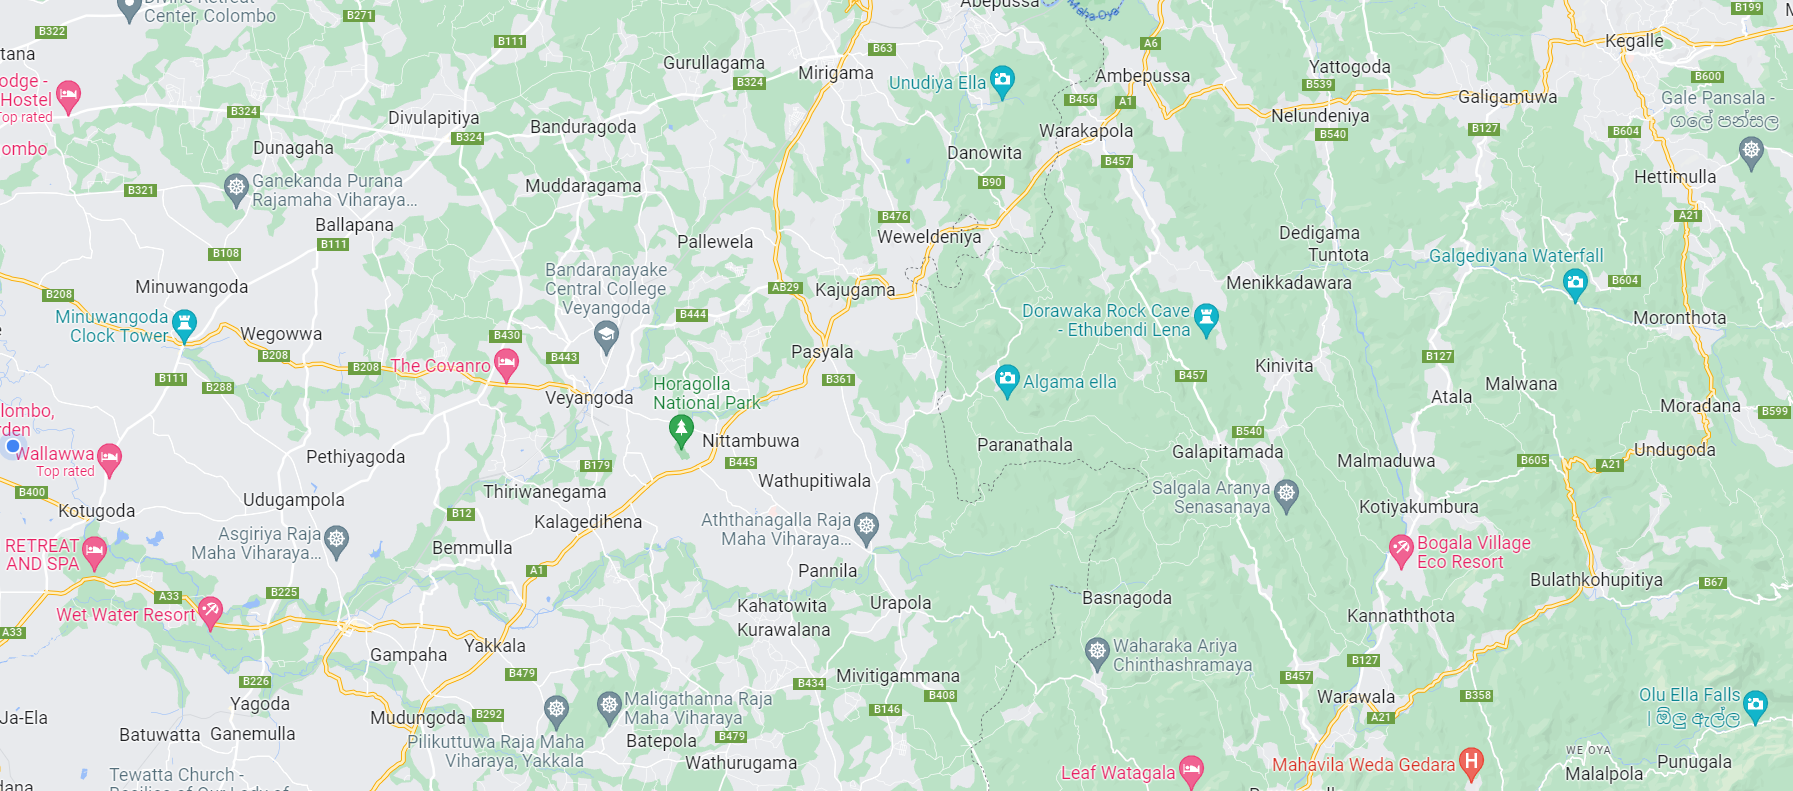 Center, Colombo
B271
B322
B111
Abepussa
Maha Oya
B199
Kegalle
odge -
Hostel
Top rated
ombo
B324
Divulapitiya
B324
Gurullagama
B324
B63
Mirigama
Unudiya Ella
A6
Ambepussa
B456
A1
Yattogoda
B539
Nelundeniya
B540
Galigamuwa
B127
B600
Gale Pansala -
ගලේ පන්සල
B604
Banduragoda
Dunagaha
B321
Ganekanda Purana
Rajamaha Viharaya...
Muddaragama
Danowita
B90
Warakapola
B457
Hettimulla
A21
Ballapana
B111
B108
Pallewela
B476
Weweldeniya
Dedigama
Tuntota
Galgediyana Waterfall
B604
Minuwangoda
B208
Minuwangoda
Clock Tower
Wegowwa
B208
B208
B111
B288
Bandaranayake
Central College
Veyangoda
AB29
Kajugama
B444
B430
B443
The Covanro
Pasyala
B361
Menikkadawara
Dorawaka Rock Cave
- Ethubendi Lena
Moronthota
Kinivita
B457
B127
Malwana
Atala
Moradana
B599
Veyangoda
Horagolla
National Park
Algama ella
lombo,
rden
Wallawwa
Top rated
Pethiyagoda
Nittambuwa
B445
B179
Paranathala
B540
Galapitamada
Malmaduwa
B605
A21
Undugoda
B400
Kotugoda
Udugampola
Thiriwanegama
Wathupitiwala
Salgala Aranya
Senasanaya
Kotiyakumbura
B12
Kalagedihena
Asgiriya Raja
Maha Viharaya...
Aththanagalla Raja
Maha Viharaya...
RETREAT
AND SPA
Bemmulla
A1
Pannila
Bogala Village
Eco Resort
Bulathkohupitiya
B67
A33
B225
Wet Water Resort
A33
Kahatowita
Kurawalana
Urapola
Basnagoda
Kannaththota
Gampaha
Yakkala
B479
Waharaka Ariya
Chinthashramaya
B127
B226
Yagoda
B434
Mivitigammana
B408
B457
Warawala
A21
B358
Olu Ella Falls
| ඕලු ඇල්ල
Ja-Ela
Batuwatta
Ganemulla
Mudungoda
B292
Maligathanna Raja
Maha Viharaya
B146
Pilikuttuwa Raja Maha
Viharaya, Yakkala
Batepola
B479
Wathurugama
WE OYA
Malalpola
Punugala
Tewatta Church -
Leaf Watagala
Mahavila Weda Gedara